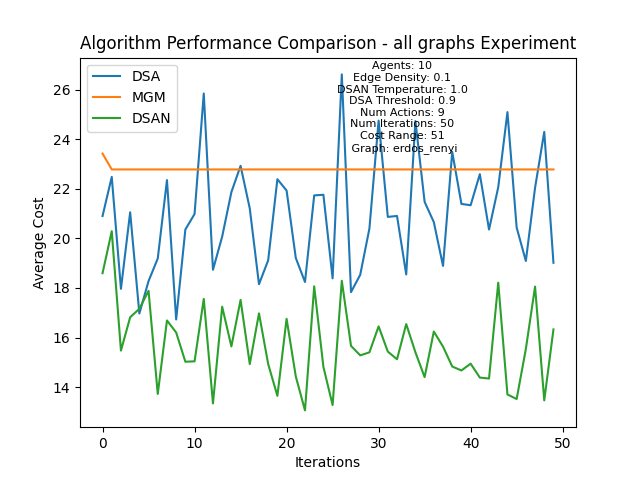 Algorithm Performance Comparison - all graphs Experiment
DSA
MGM
DSAN
Agents: 10
Edge Density: 0.1
DSAN Temperature: 1.0
DSA Threshold: 0.9
Num Actions: 9
Num Iterations: 50
Cost Range: 51
Graph: erdos_renyi
Average Cost
26
24
22
20
18
16
14
0 10 20 30 40 50
Iterations